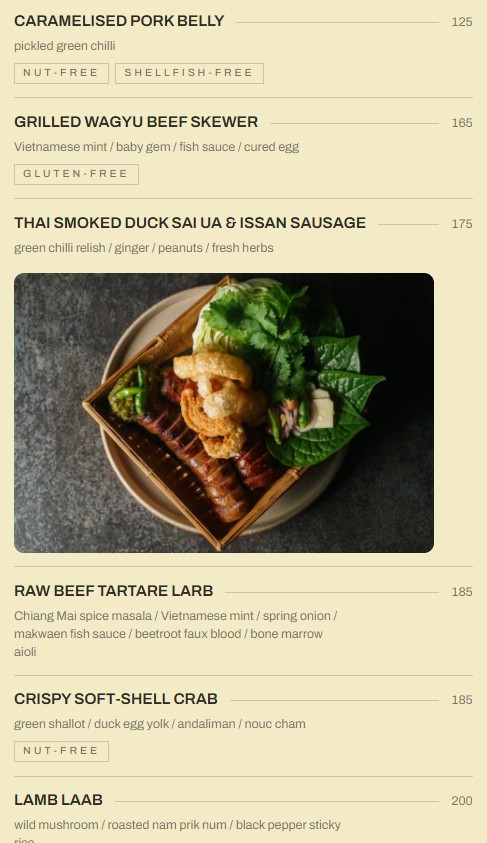 CARAMELISED PORK BELLY 125
pickled green chilli
NUT-FREE SHELLFISH-FREE
GRILLED WAGYU BEEF SKEWER 165
Vietnamese mint / baby gem / fish sauce / cured egg
GLUTEN-FREE
THAI SMOKED DUCK SAI UA & ISSAN SAUSAGE 175
green chilli relish / ginger / peanuts / fresh herbs
RAW BEEF TARTARE LARB 185
Chiang Mai spice masala / Vietnamese mint / spring onion /
makwaen fish sauce / beetroot faux blood / bone marrow
aioli
CRISPY SOFT-SHELL CRAB 185
green shallot / duck egg yolk / andaliman / nouc cham
NUT-FREE
LAMB LAAB 200
wild mushroom / roasted nam prik num / black pepper sticky
rice